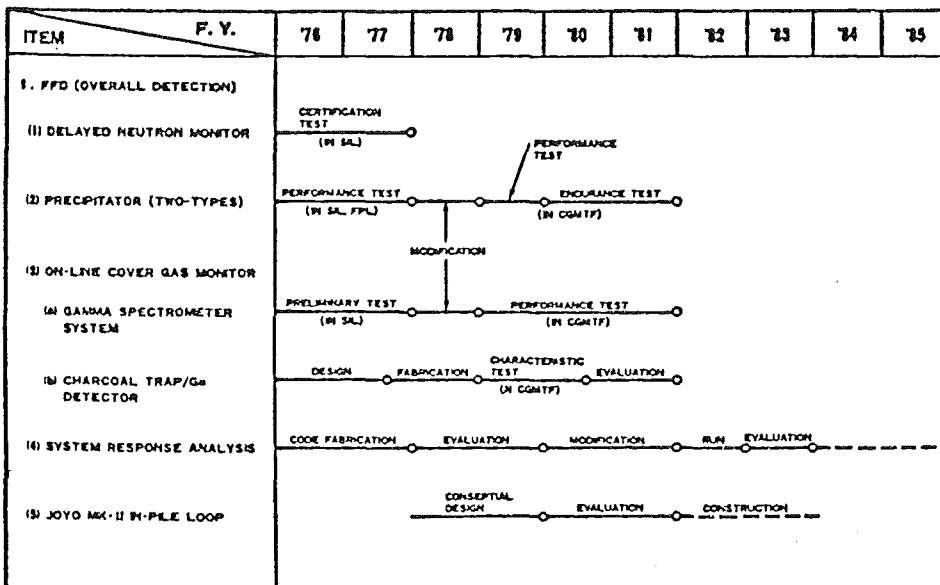 ITEM F. Y. '76 '77 '78 '79 '80 '81 '82 '83 '84 '85
1. FFD (OVERALL DETECTION)
CERTIFICATION
TEST
(1) DELAYED NEUTRON MONITOR
(IN S/L)
PERFORMANCE
TEST
(2) PRECIPITATOR (TWO-TYPES)
PERFORMANCE TEST
(IN S/L, FPL)
ENDURANCE TEST
(IN CGMTF)
MODIFICATION
(3) ON-LINE COVER GAS MONITOR
(a) GAMMA SPECTROMETER
SYSTEM
PRELIMINARY TEST
(IN S/L)
PERFORMANCE TEST
(IN CGMTF)
(b) CHARCOAL TRAP/Ge
DETECTOR
DESIGN
FABRICATION
CHARACTERISTIC
TEST
(IN CGMTF)
EVALUATION
(4) SYSTEM RESPONSE ANALYSIS
CODE FABRICATION
EVALUATION
MODIFICATION
RUN
EVALUATION
(5) JOYO MK-II IN-PILE LOOP
CONSEPTUAL
DESIGN
EVALUATION
CONSTRUCTION